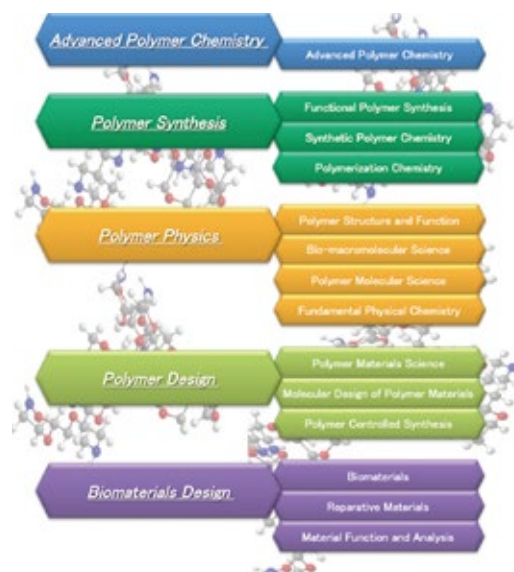 Advanced Polymer Chemistry
Advanced Polymer Chemistry
Polymer Synthesis
Functional Polymer Synthesis
Synthetic Polymer Chemistry
Polymerization Chemistry
Polymer Physics
Polymer Structure and Function
Bio-macromolecular Science
Polymer Molecular Science
Fundamental Physical Chemistry
Polymer Design
Polymer Materials Science
Molecular Design of Polymer Materials
Polymer Controlled Synthesis
Biomaterials Design
Biomaterials
Reparative Materials
Material Function and Analysis